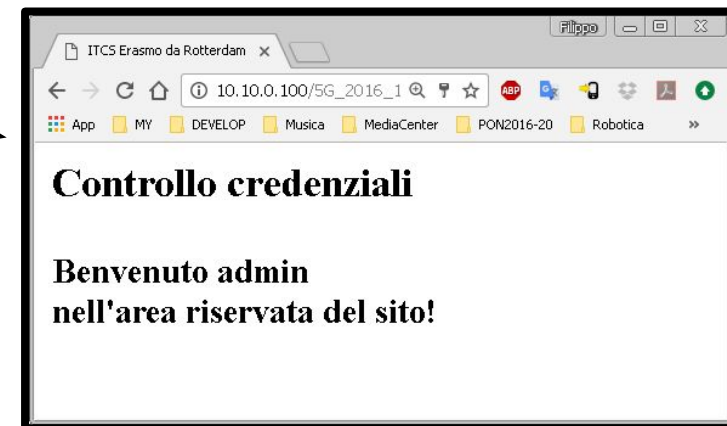 Filippo
ITCS Erasmo da Rotterdam
10.10.0.100/5G_2016_1
ABP
App MY DEVELOP Musica MediaCenter PON2016-20 Robotica »
Controllo credenziali
Benvenuto admin
nell'area riservata del sito!